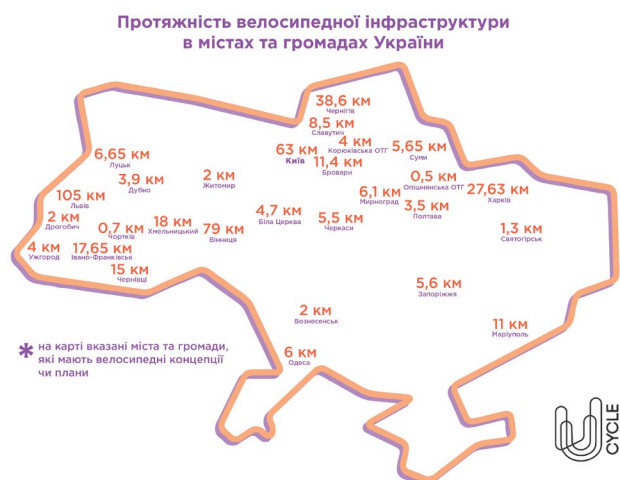 Протяжність велосипедної інфраструктури
в містах та громадах України
38,6 км
Чернігів
8,5 км
Славутич
4 км
Корюківська ОТГ
63 км
Київ
11,4 км
Бровари
5,65 км
Суми
6,65 км
Луцьк
3,9 км
Дубно
2 км
Житомир
0,5 км
Опішнянська ОТГ
27,63 км
Харків
6,1 км
Мирноград
3,5 км
Полтава
105 км
Львів
2 км
Дрогобич
0,7 км
Чортків
18 км
Хмельницький
79 км
Вінниця
4,7 км
Біла Церква
5,5 км
Черкаси
1,3 км
Святогірськ
4 км
Ужгород
17,65 км
Івано-Франківськ
15 км
Чернівці
5,6 км
Запоріжжя
2 км
Вознесенськ
11 км
Маріуполь
6 км
Одеса
* на карті вказані міста та громади,
які мають велосипедні концепції
чи плани
U CYCLE